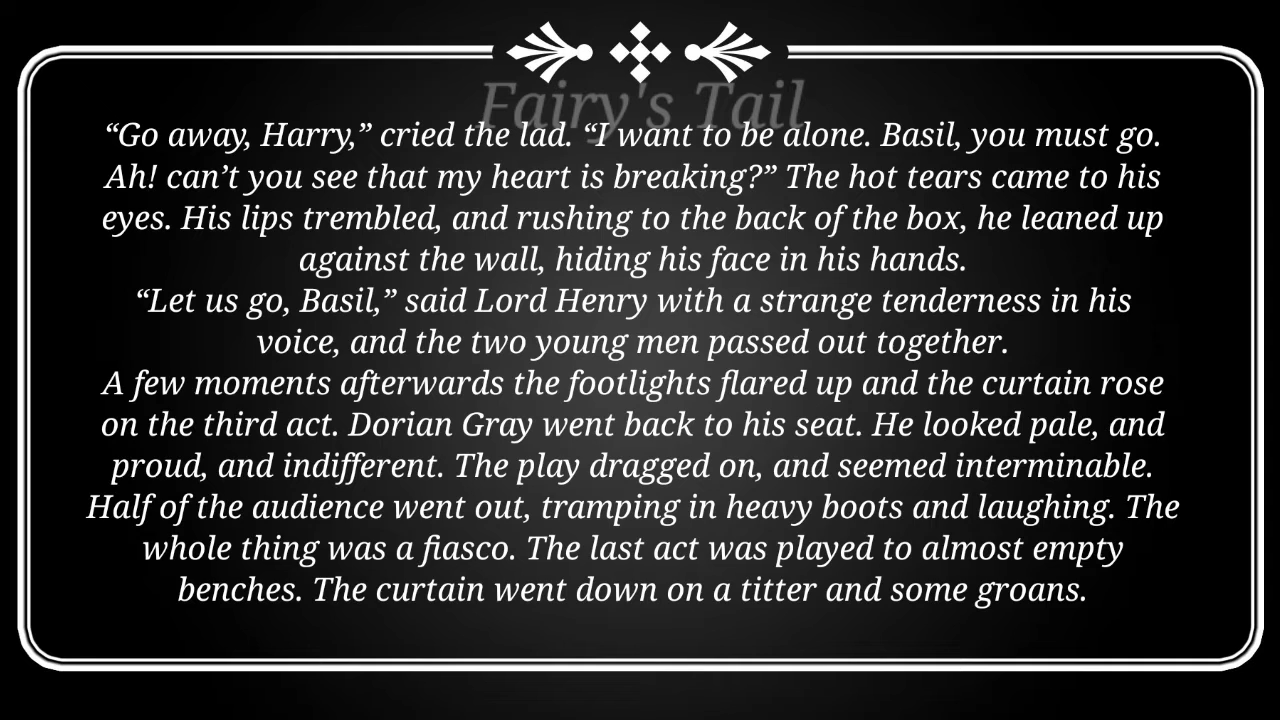 Fairy's Tail
“Go away, Harry,” cried the lad. “I want to be alone. Basil, you must go.
Ah! can’t you see that my heart is breaking?” The hot tears came to his
eyes. His lips trembled, and rushing to the back of the box, he leaned up
against the wall, hiding his face in his hands.
“Let us go, Basil,” said Lord Henry with a strange tenderness in his
voice, and the two young men passed out together.
A few moments afterwards the footlights flared up and the curtain rose
on the third act. Dorian Gray went back to his seat. He looked pale, and
proud, and indifferent. The play dragged on, and seemed interminable.
Half of the audience went out, tramping in heavy boots and laughing. The
whole thing was a fiasco. The last act was played to almost empty
benches. The curtain went down on a titter and some groans.